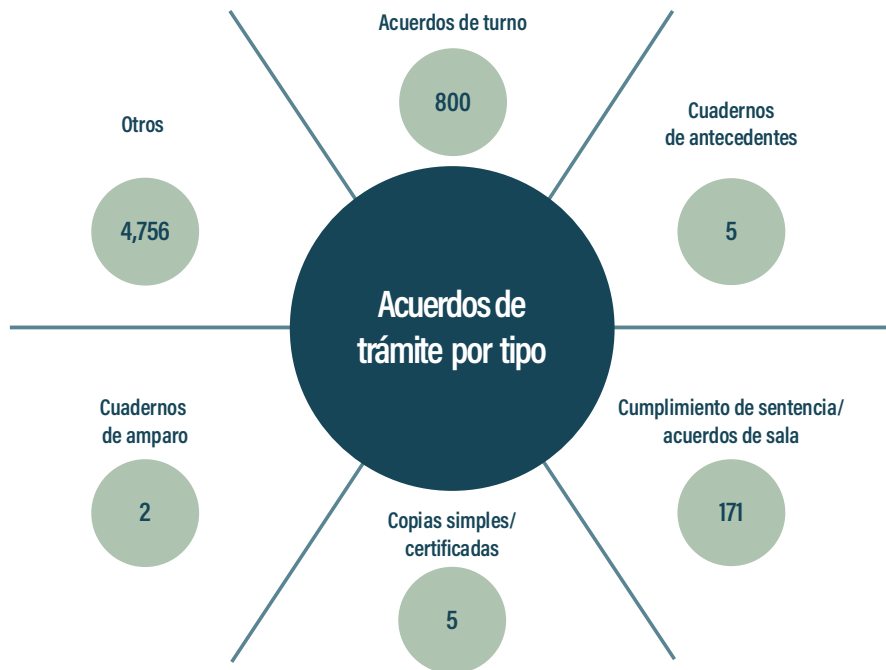 Acuerdos de turno
800
Cuadernos
de antecedentes
5
Otros
4,756
Acuerdos de
trámite por tipo
Cuadernos
de amparo
2
Cumplimiento de sentencia/
acuerdos de sala
171
Copias simples/
certificadas
5